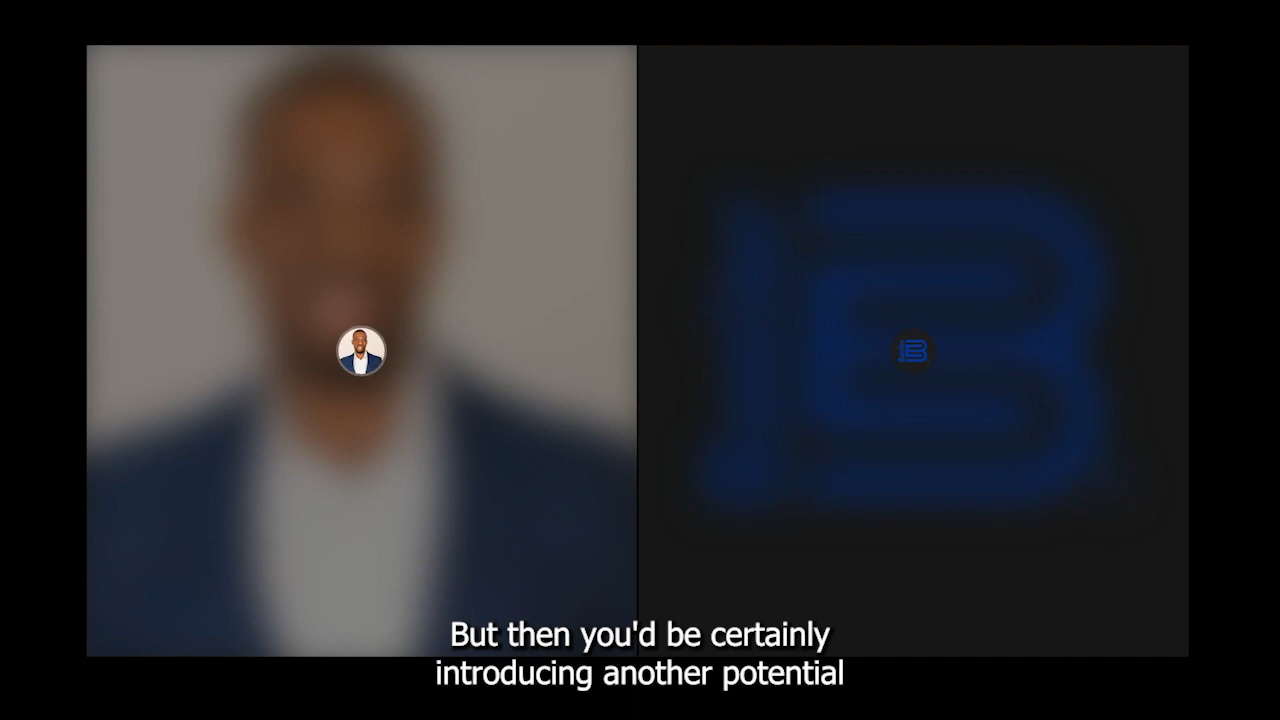 But then you'd be certainly
introducing another potential